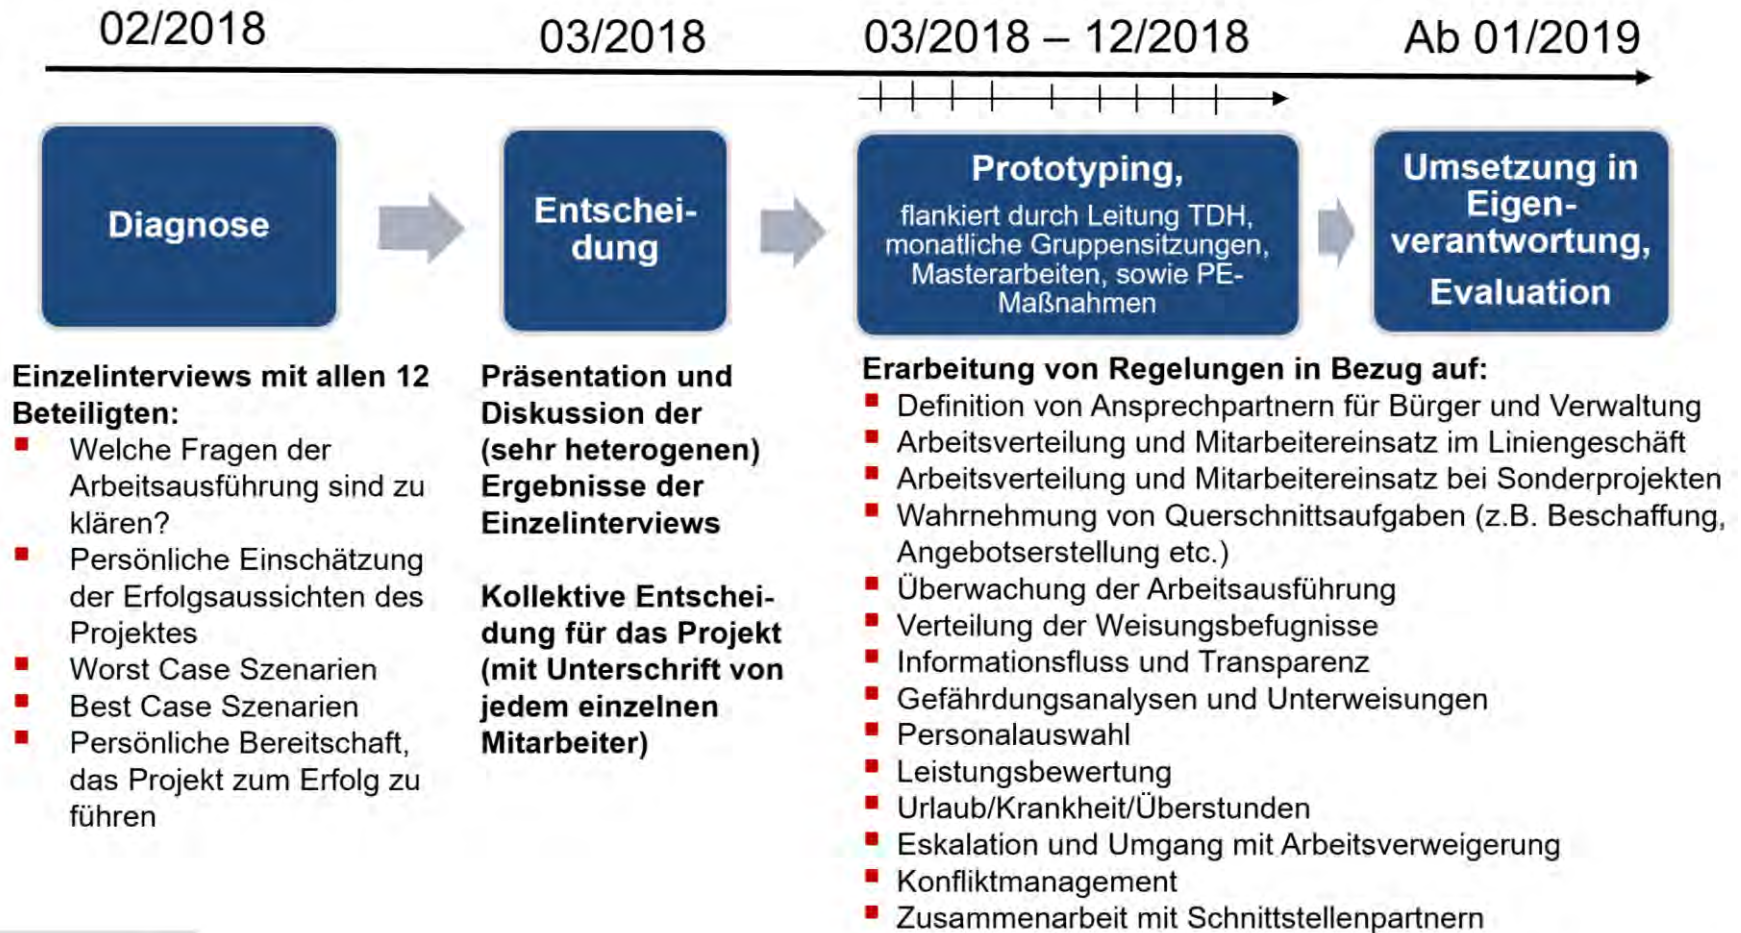 02/2018
03/2018
03/2018 – 12/2018
Ab 01/2019
Diagnose
Entschei-
dung
Prototyping,
flankiert durch Leitung TDH,
monatliche Gruppensitzungen,
Masterarbeiten, sowie PE-
Maßnahmen
Umsetzung in
Eigen-
verantwortung,
Evaluation
Einzelinterviews mit allen 12
Beteiligten:
Welche Fragen der
Arbeitsausführung sind zu
klären?
Persönliche Einschätzung
der Erfolgsaussichten des
Projektes
Worst Case Szenarien
Best Case Szenarien
Persönliche Bereitschaft,
das Projekt zum Erfolg zu
führen
Präsentation und
Diskussion der
(sehr heterogenen)
Ergebnisse der
Einzelinterviews
Kollektive Entschei-
dung für das Projekt
(mit Unterschrift von
jedem einzelnen
Mitarbeiter)
Erarbeitung von Regelungen in Bezug auf:
Definition von Ansprechpartnern für Bürger und Verwaltung
Arbeitsverteilung und Mitarbeitereinsatz im Liniengeschäft
Arbeitsverteilung und Mitarbeitereinsatz bei Sonderprojekten
Wahrnehmung von Querschnittsaufgaben (z.B. Beschaffung,
Angebotserstellung etc.)
Überwachung der Arbeitsausführung
Verteilung der Weisungsbefugnisse
Informationsfluss und Transparenz
Gefährdungsanalysen und Unterweisungen
Personalauswahl
Leistungsbewertung
Urlaub/Krankheit/Überstunden
Eskalation und Umgang mit Arbeitsverweigerung
Konfliktmanagement
Zusammenarbeit mit Schnittstellenpartnern